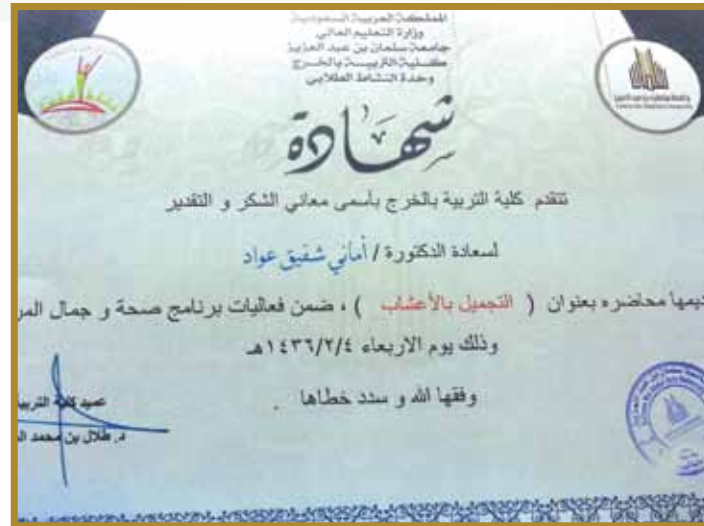 المملكة العربية السعودية
وزارة التعليم العالي
جامعة سلمان بن عبد العزيز
كلية التربية بالخرج
وحدة النشاط الطلابي
شهادة
تتقدم كلية التربية بالخرج بأسمى معاني الشكر و التقدير
لسعادة الدكتورة / أماني شفيق عواد
يمها محاضره بعنوان ( التجميل بالأعشاب ) ، ضمن فعاليات برنامج صحة و جمال المر
وذلك يوم الاربعاء ١٤٣٦/٢/٤هـ
وفقها الله و سدد خطاها .
عميد كلية التربية
د. طلال بن محمد